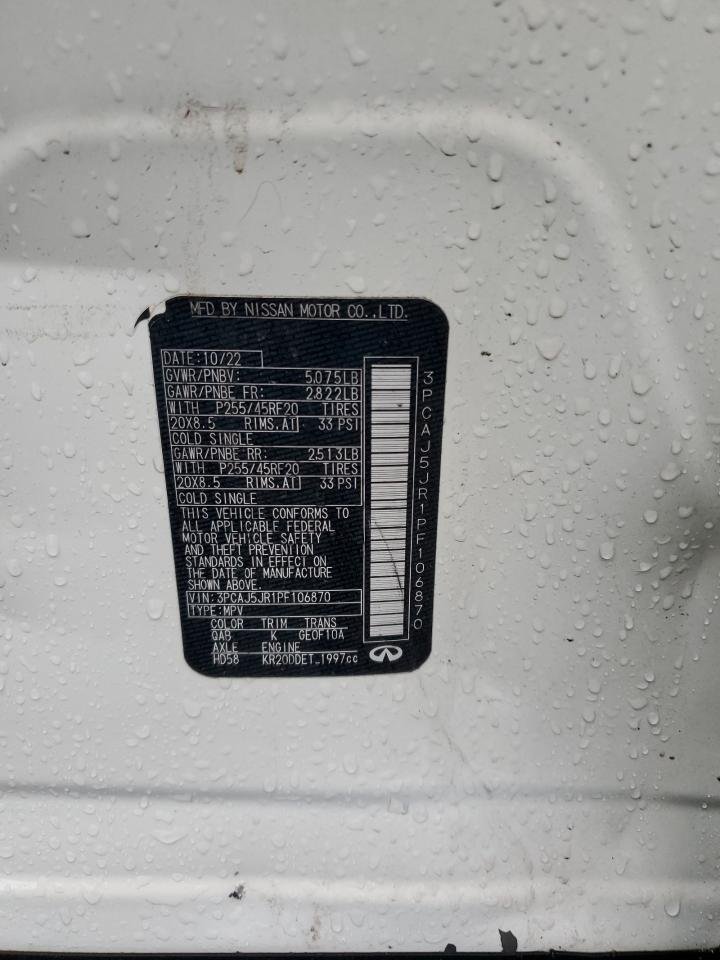 MFD BY NISSAN MOTOR CO.,LTD.
DATE:10/22
GVWR/PNBV: 5,075LB
GAWR/PNBE FR: 2,822LB
WITH P255/45RF20 TIRES
20X8.5 RIMS.AT 33 PSI
COLD SINGLE
GAWR/PNBE RR: 2,513LB
WITH P255/45RF20 TIRES
20X8.5 RIMS.AT 33 PSI
COLD SINGLE
THIS VEHICLE CONFORMS TO
ALL APPLICABLE FEDERAL
MOTOR VEHICLE SAFETY
AND THEFT PREVENTION
STANDARDS IN EFFECT ON
THE DATE OF MANUFACTURE
SHOWN ABOVE.
VIN:3PCAJ5JR1PF106870
TYPE:MPV
COLOR TRIM TRANS
QAB K GE0F10A
AXLE ENGINE
HD58 KR20DDET 1997cc
3PCAJ5JR1PF106870